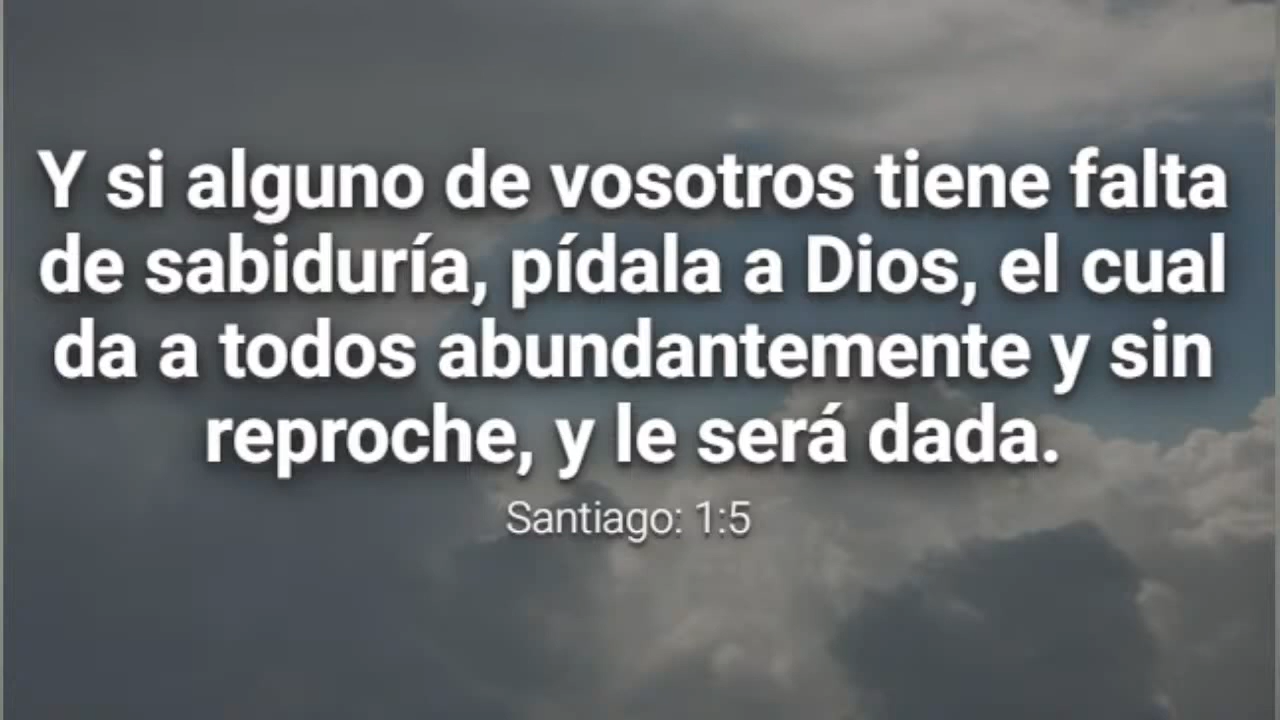 Y si alguno de vosotros tiene falta
de sabiduría, pídala a Dios, el cual
da a todos abundantemente y sin
reproche, y le será dada.
Santiago: 1:5